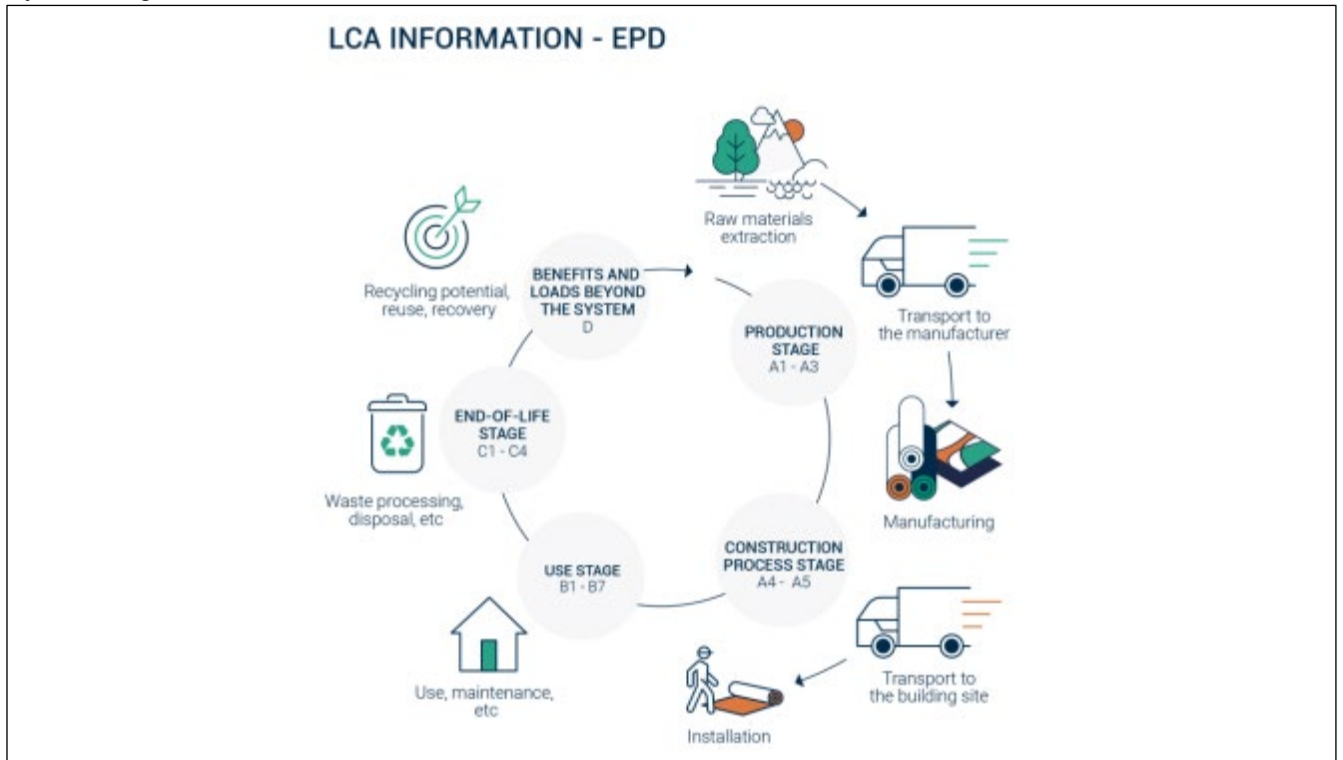 LCA INFORMATION - EPD
Raw materials
extraction
Transport to
the manufacturer
Manufacturing
PRODUCTION
STAGE
A1 - A3
CONSTRUCTION
PROCESS STAGE
A4 - A5
Transport to
the building site
Installation
USE STAGE
B1 - B7
Use, maintenance,
etc
END-OF-LIFE
STAGE
C1 - C4
Waste processing,
disposal, etc
BENEFITS AND
LOADS BEYOND
THE SYSTEM
D
Recycling potential,
reuse, recovery